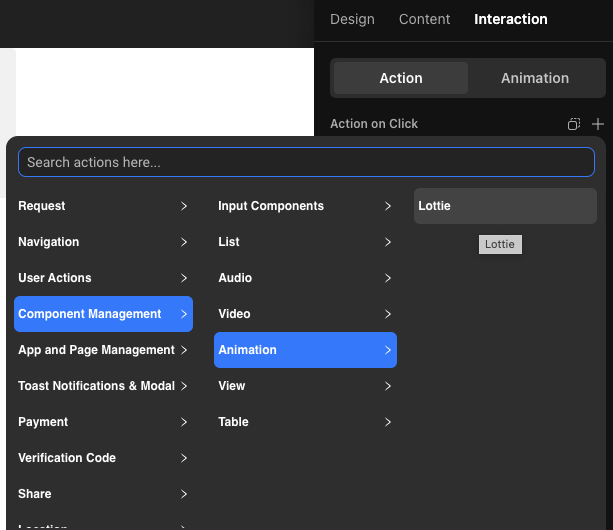 Design Content Interaction
Action Animation
Action on Click
Search actions here...
Request Input Components Lottie
Navigation List Lottie
User Actions Audio
Component Management Video
App and Page Management Animation
Toast Notifications & Modal View
Payment Table
Verification Code
Share
Location